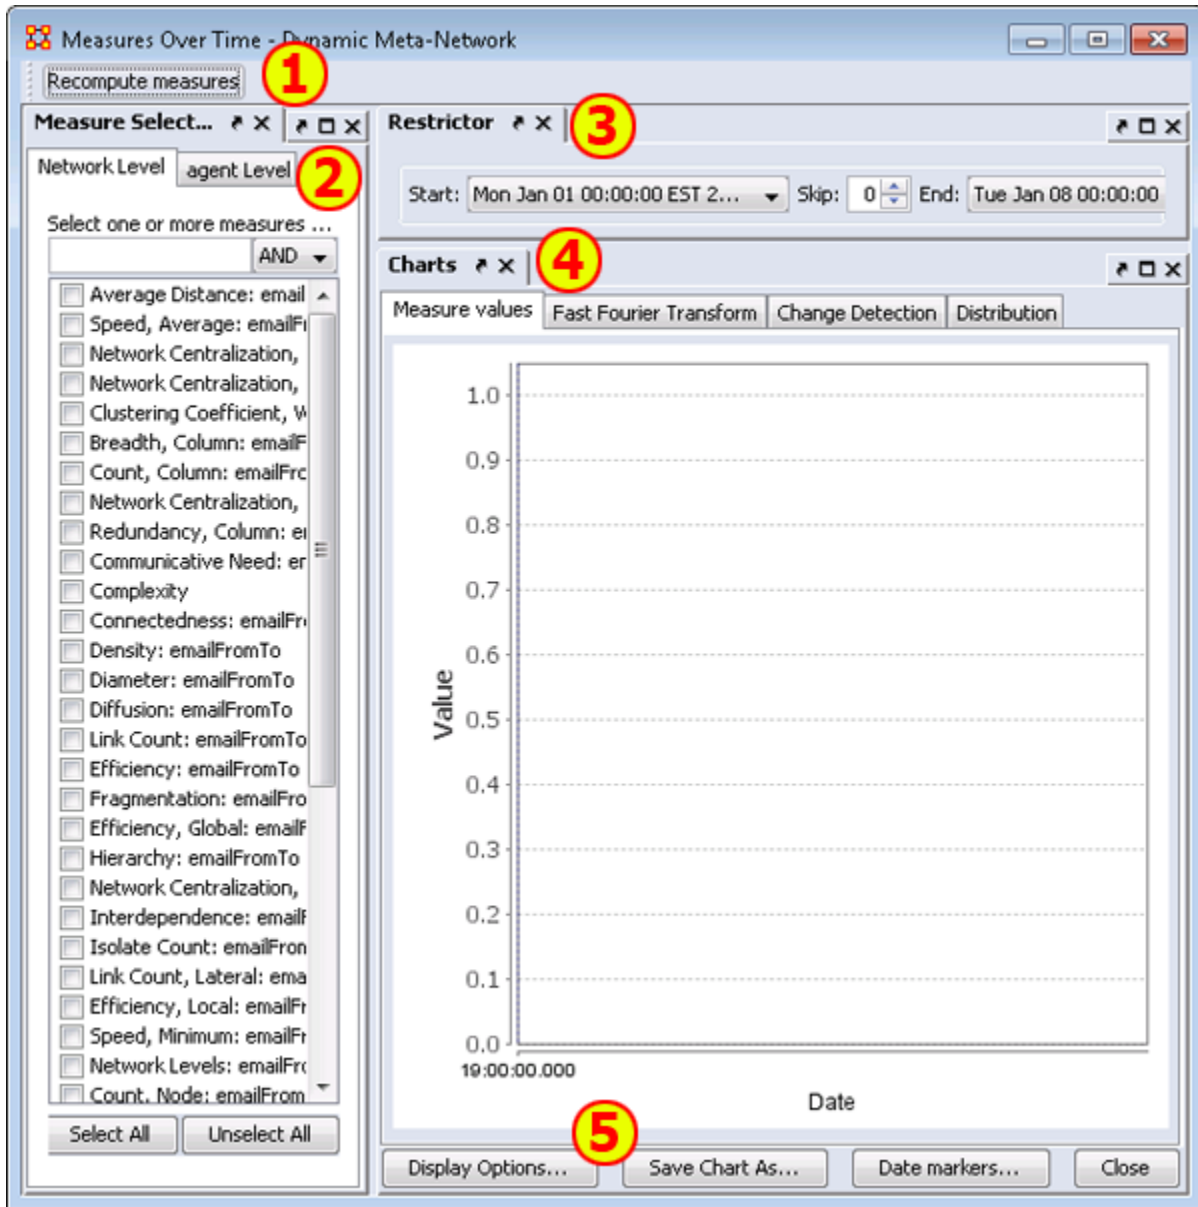 Measures Over Time - Dynamic Meta-Network
Recompute measures
1
Measure Select...
2
Network Level
agent Level
Select one or more measures ...
AND
Average Distance: email
Speed, Average: emailFr
Network Centralization,
Network Centralization,
Clustering Coefficient, W
Breadth, Column: emailF
Count, Column: emailFrc
Network Centralization,
Redundancy, Column: er
Communicative Need: er
Complexity
Connectedness: emailFr
Density: emailFromTo
Diameter: emailFromTo
Diffusion: emailFromTo
Link Count: emailFromTo
Efficiency: emailFromTo
Fragmentation: emailFro
Efficiency, Global: emailF
Hierarchy: emailFromTo
Network Centralization,
Interdependence: emailF
Isolate Count: emailFron
Link Count, Lateral: ema
Efficiency, Local: emailFr
Speed, Minimum: emailFr
Network Levels: emailFro
Count, Node: emailFrom
Select All
Unselect All
Restrictor
3
Start: Mon Jan 01 00:00:00 EST 2... Skip: 0 End: Tue Jan 08 00:00:00
Charts
4
Measure values
Fast Fourier Transform
Change Detection
Distribution
1.0
0.9
0.8
0.7
0.6
0.5
0.4
0.3
0.2
0.1
0.0
Value
19:00:00.000
Date
5
Display Options...
Save Chart As...
Date markers...
Close